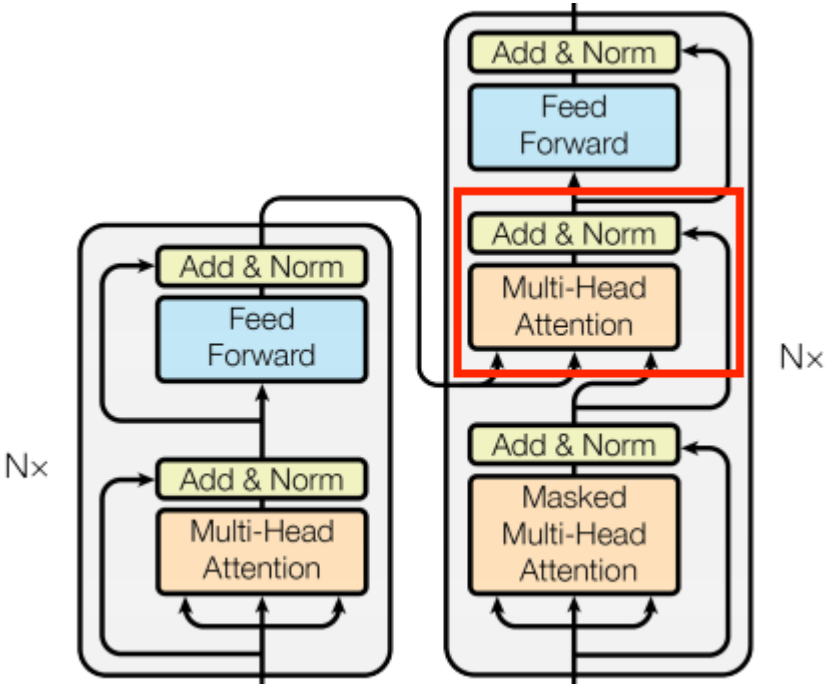 Add & Norm
Feed
Forward
Add & Norm
Multi-Head
Attention
Nx
Add & Norm
Feed
Forward
Add & Norm
Multi-Head
Attention
Nx
Add & Norm
Masked
Multi-Head
Attention